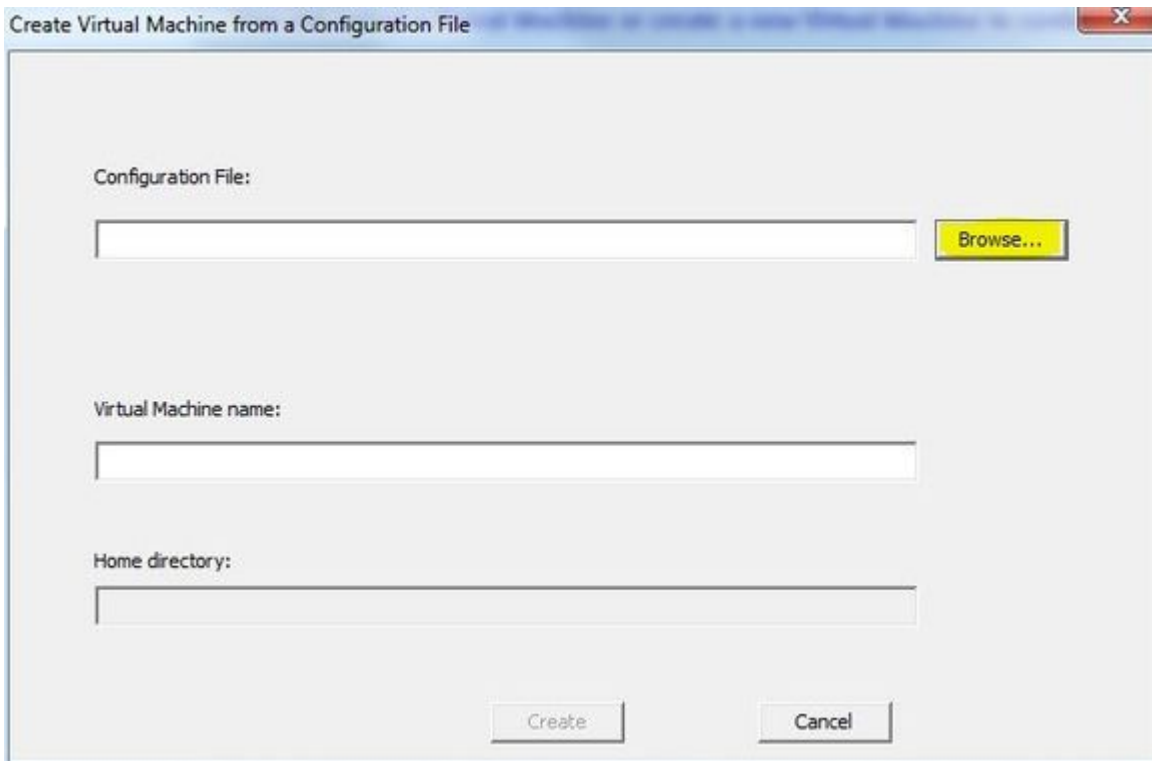 Create Virtual Machine from a Configuration File
Configuration File:
Browse...
Virtual Machine name:
Home directory:
Create
Cancel